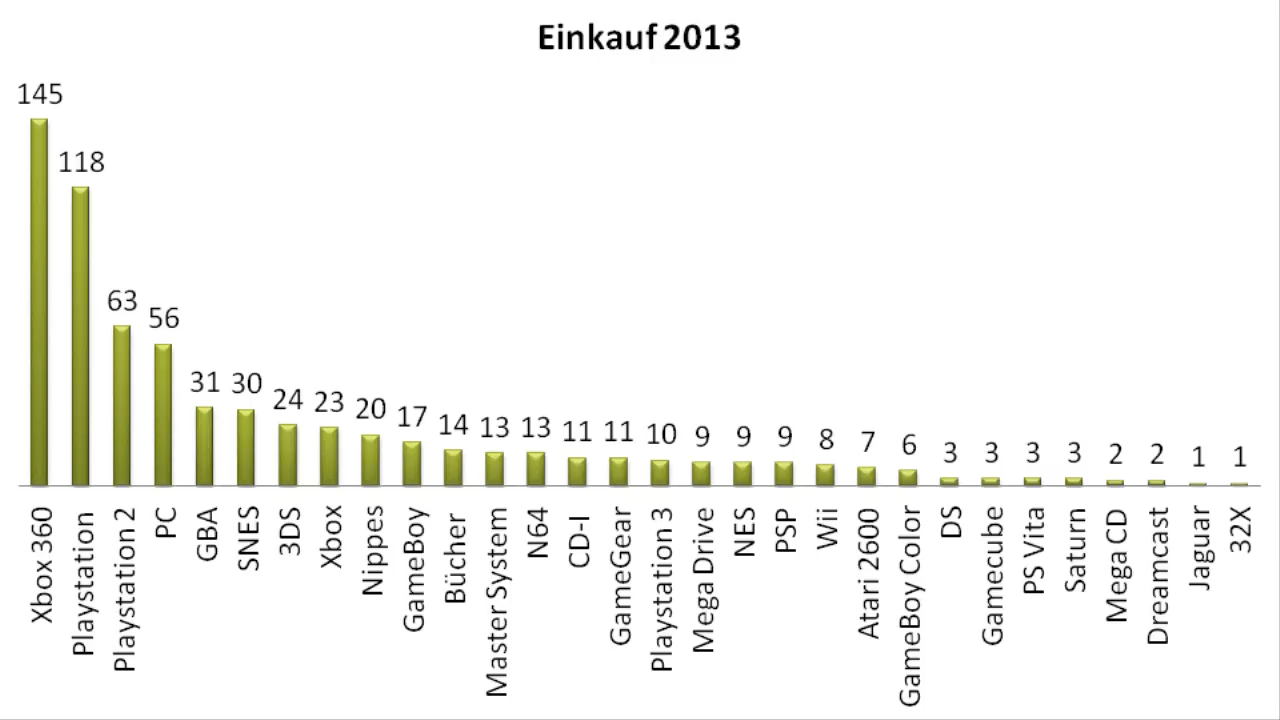 Einkauf 2013
145
118
63
56
31
30
24
23
20
17
14
13
13
11
11
10
9
9
9
8
7
6
3
3
3
3
2
2
1
1
Xbox 360
Playstation
Playstation 2
PC
GBA
SNES
3DS
Xbox
Nippes
GameBoy
Bücher
Master System
N64
CD-I
GameGear
Playstation 3
Mega Drive
NES
PSP
Wii
Atari 2600
GameBoy Color
DS
Gamecube
PS Vita
Saturn
Mega CD
Dreamcast
Jaguar
32X